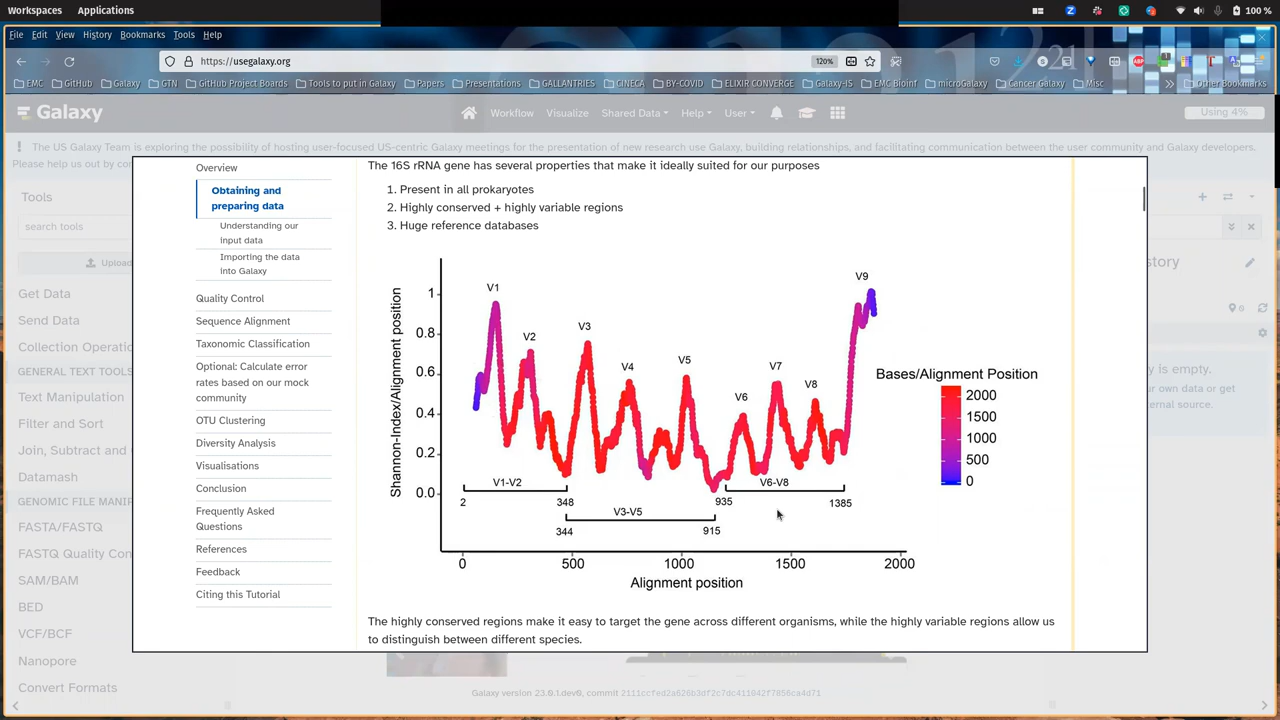 Workspaces Applications
100 %
File Edit View History Bookmarks Tools Help
https://usegalaxy.org
120%
EMC GitHub Galaxy GTN GitHub Project Boards Tools to put in Galaxy Papers Presentations GALLANTRIES CINECA BY-COVID ELIXIR CONVERGE Galaxy-IS EMC Bioinf microGalaxy Cancer Galaxy Misc Other Bookmarks
Galaxy
Workflow Visualize Shared Data Help User
Using 4%
The US Galaxy Team is exploring the possibility of hosting user-focused US-centric Galaxy meetings for the presentation of new research use Galaxy, building relationships, and facilitating communication between the user community and Galaxy developers.
Please help us out by co
Tools
search tools
Upload
Get Data
Send Data
Collection Operatio
GENERAL TEXT TOOLS
Text Manipulation
Filter and Sort
Join, Subtract and
Datamash
GENOMIC FILE MANIP
FASTA/FASTQ
FASTQ Quality Con
SAM/BAM
BED
VCF/BCF
Nanopore
Convert Formats
Overview
Obtaining and
preparing data
Understanding our
input data
Importing the data
into Galaxy
Quality Control
Sequence Alignment
Taxonomic Classification
Optional: Calculate error
rates based on our mock
community
OTU Clustering
Diversity Analysis
Visualisations
Conclusion
Frequently Asked
Questions
References
Feedback
Citing this Tutorial
The 16S rRNA gene has several properties that make it ideally suited for our purposes
1. Present in all prokaryotes
2. Highly conserved + highly variable regions
3. Huge reference databases
Shannon-Index/Alignment position
1
0.8
0.6
0.4
0.2
0.0
V1
V2
V3
V4
V5
V6
V7
V8
V9
V1-V2
2 348
V3-V5
344 915
V6-V8
935 1385
0 500 1000 1500 2000
Alignment position
Bases/Alignment Position
2000
1500
1000
500
0
The highly conserved regions make it easy to target the gene across different organisms, while the highly variable regions allow us
to distinguish between different species.
story
0
y is empty.
our own data or get
ternal source.
Galaxy version 23.0.1.dev0, commit